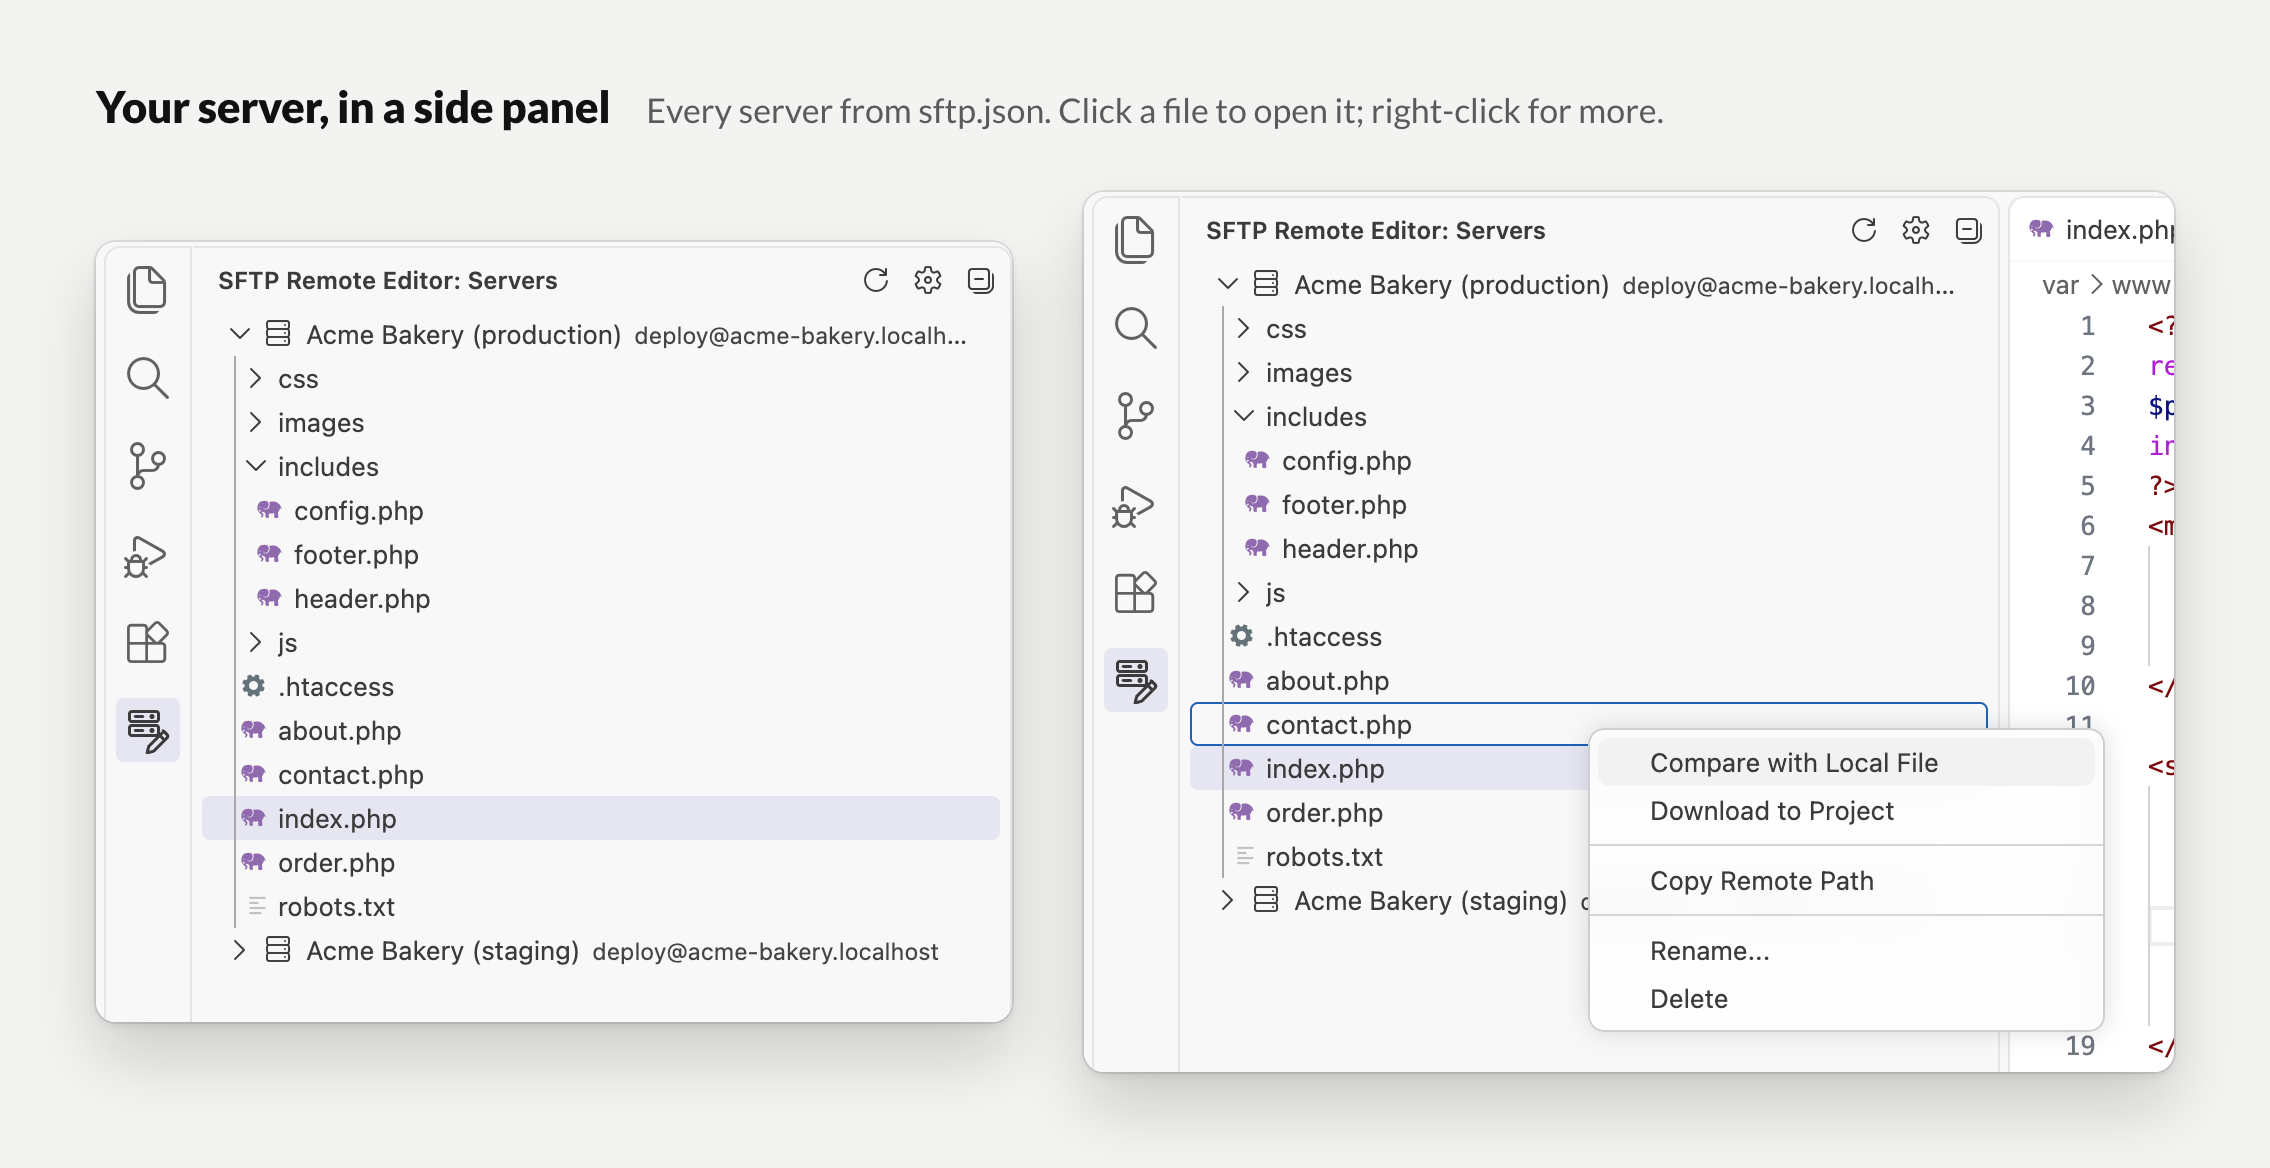 Your server, in a side panel
Every server from sftp.json. Click a file to open it; right-click for more.
SFTP Remote Editor: Servers
Acme Bakery (production) deploy@acme-bakery.localh...
css
images
includes
config.php
footer.php
header.php
js
.htaccess
about.php
contact.php
index.php
order.php
robots.txt
Acme Bakery (staging) deploy@acme-bakery.localhost
SFTP Remote Editor: Servers
Acme Bakery (production) deploy@acme-bakery.localh...
css
images
includes
config.php
footer.php
header.php
js
.htaccess
about.php
contact.php
index.php
order.php
robots.txt
Acme Bakery (staging)
Compare with Local File
Download to Project
Copy Remote Path
Rename...
Delete
index.php
var > www
1 <?
2 re
3 $p
4 in
5 ?>
6 <m
7
8
9
10 </
11
<s
19 </